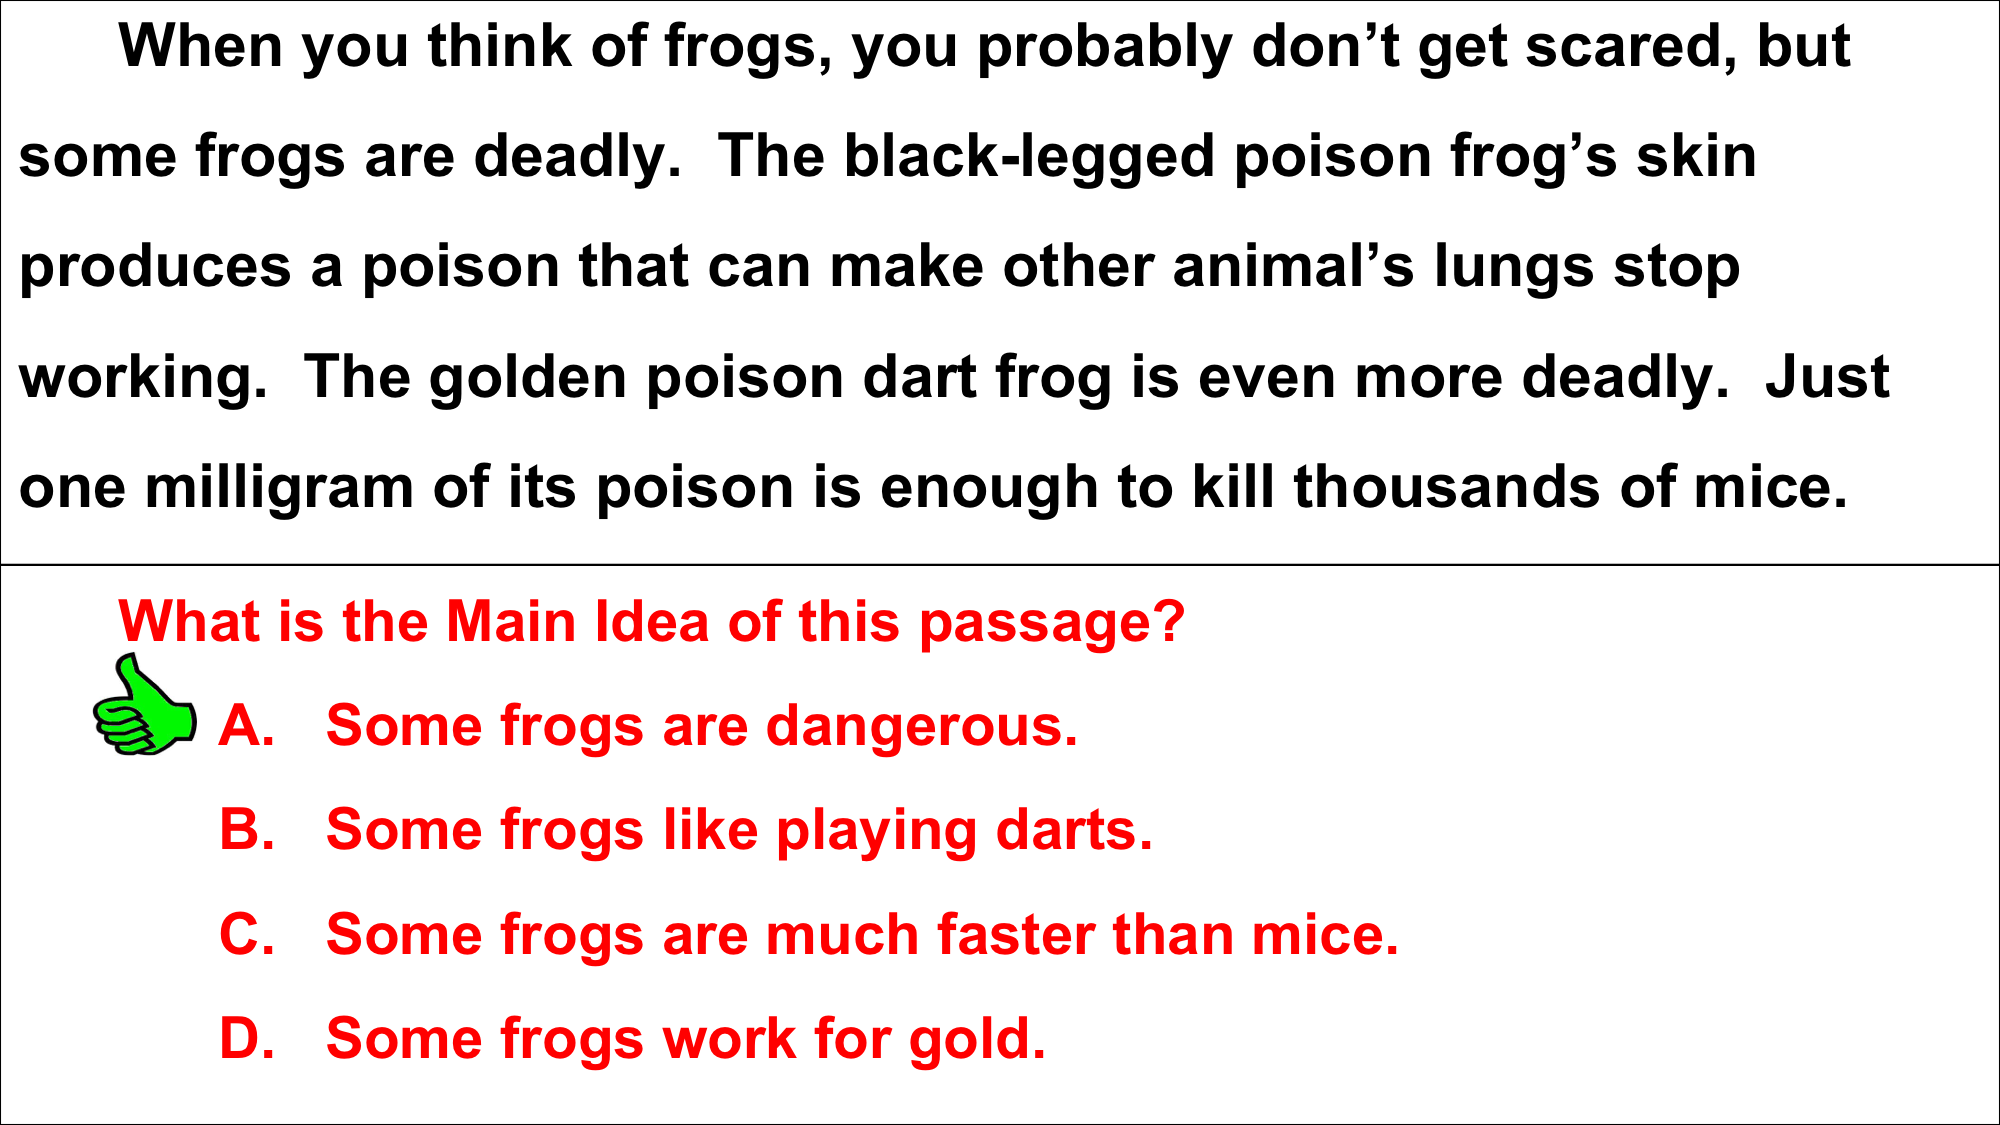 When you think of frogs, you probably don’t get scared, but
some frogs are deadly.  The black-legged poison frog’s skin
produces a poison that can make other animal’s lungs stop
working.  The golden poison dart frog is even more deadly.  Just
one milligram of its poison is enough to kill thousands of mice.
What is the Main Idea of this passage?
A. Some frogs are dangerous.
B. Some frogs like playing darts.
C. Some frogs are much faster than mice.
D. Some frogs work for gold.